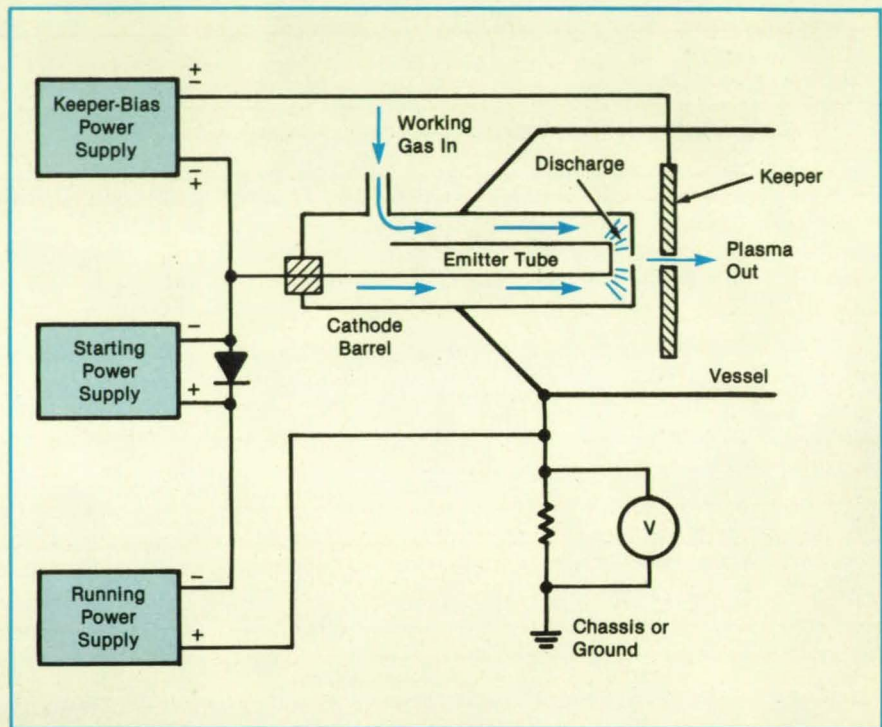 Keeper-Bias
Power
Supply
+
−
−
+
Working
Gas In
Discharge
Keeper
Emitter Tube
Plasma
Out
Cathode
Barrel
Starting
Power
Supply
−
+
Vessel
Running
Power
Supply
−
+
V
Chassis or
Ground